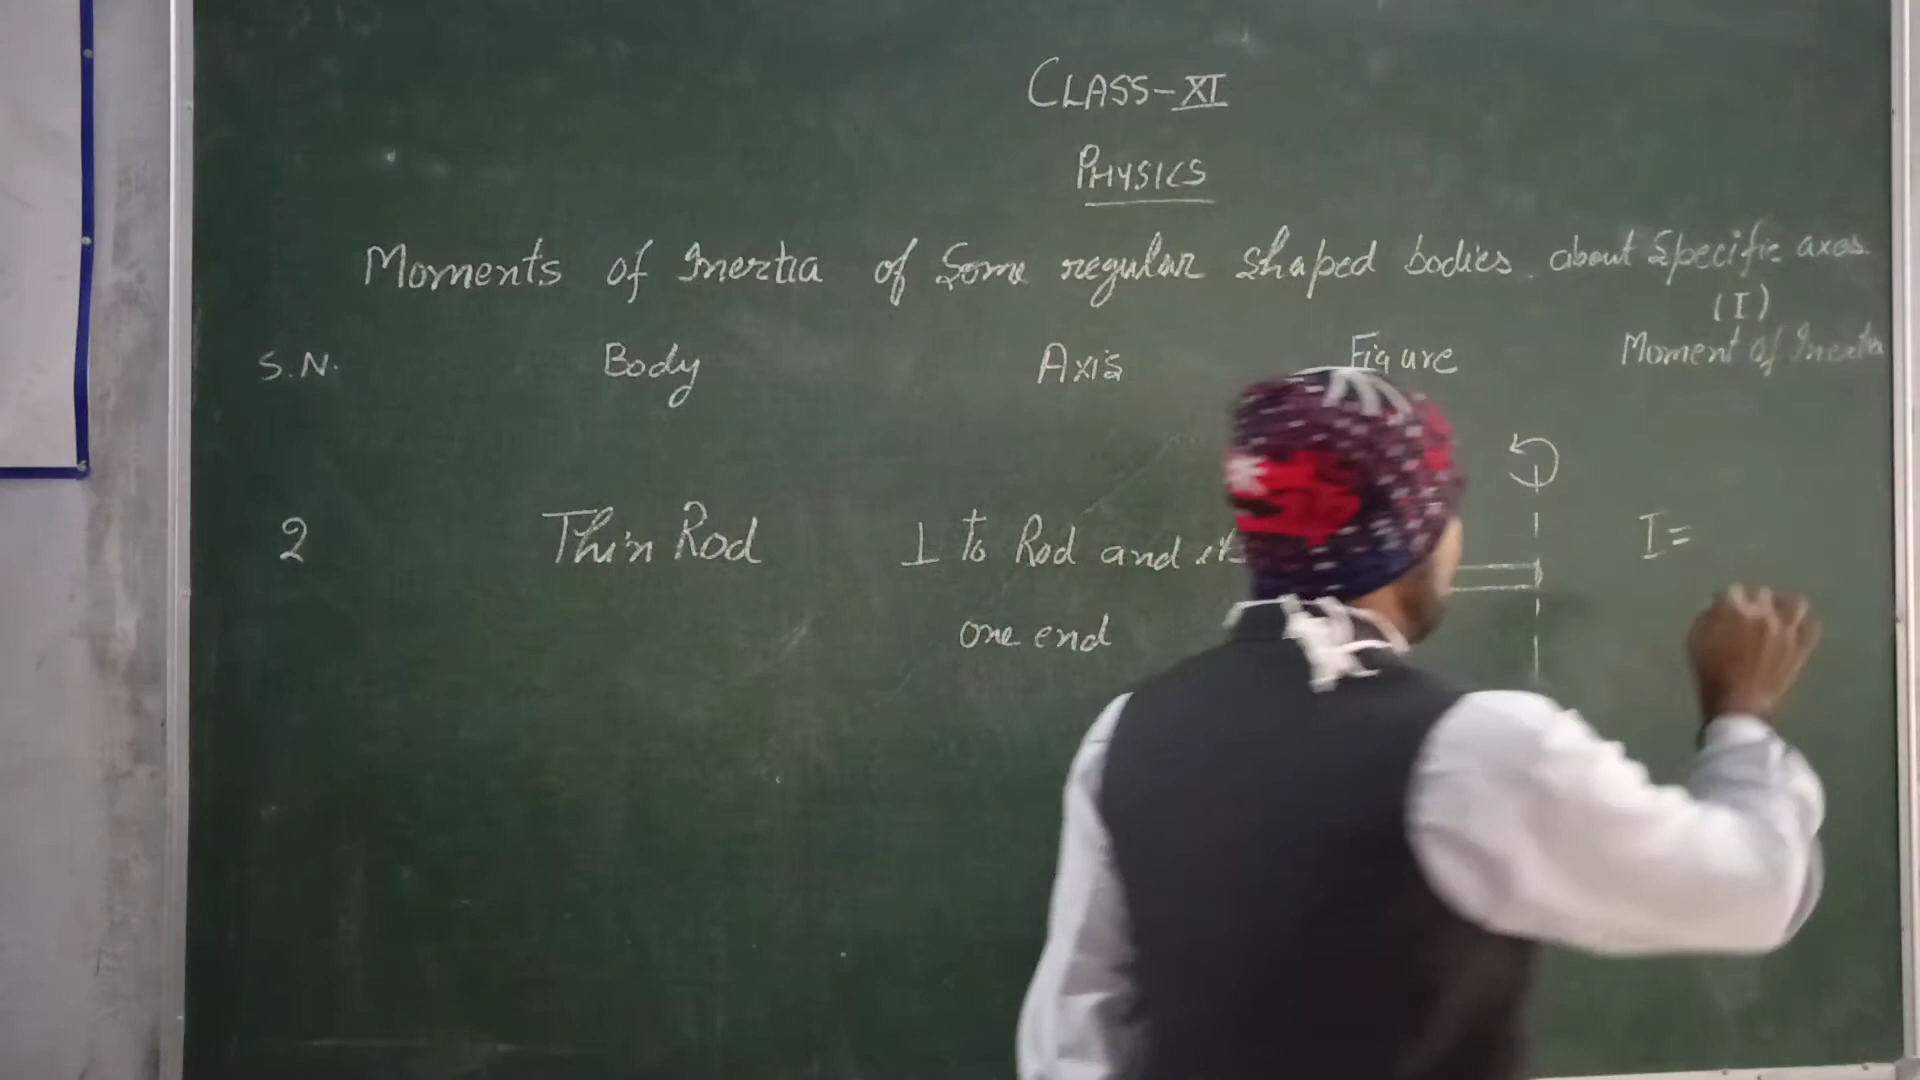 CLASS-XI
PHYSICS
Moments of Inertia of Some regular shaped bodies about Specific axes.
(I)
S.N. Body Axis Figure Moment of Inertia
2 Thin Rod ⊥ to Rod and I=
one end